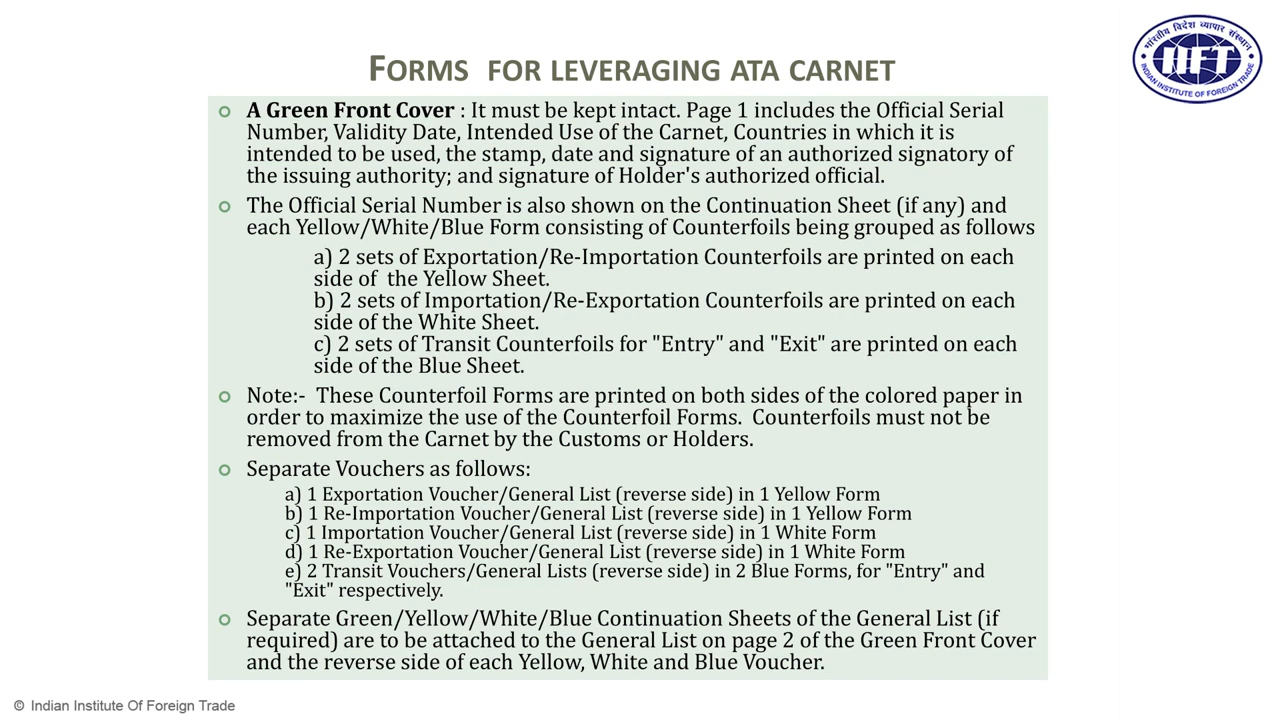 भारतीय विदेश व्यापार संस्थान
IIFT
INDIAN INSTITUTE OF FOREIGN TRADE
FORMS FOR LEVERAGING ATA CARNET
A Green Front Cover : It must be kept intact. Page 1 includes the Official Serial
Number, Validity Date, Intended Use of the Carnet, Countries in which it is
intended to be used, the stamp, date and signature of an authorized signatory of
the issuing authority; and signature of Holder's authorized official.
The Official Serial Number is also shown on the Continuation Sheet (if any) and
each Yellow/White/Blue Form consisting of Counterfoils being grouped as follows
a) 2 sets of Exportation/Re-Importation Counterfoils are printed on each
side of the Yellow Sheet.
b) 2 sets of Importation/Re-Exportation Counterfoils are printed on each
side of the White Sheet.
c) 2 sets of Transit Counterfoils for "Entry" and "Exit" are printed on each
side of the Blue Sheet.
Note:- These Counterfoil Forms are printed on both sides of the colored paper in
order to maximize the use of the Counterfoil Forms. Counterfoils must not be
removed from the Carnet by the Customs or Holders.
Separate Vouchers as follows:
a) 1 Exportation Voucher/General List (reverse side) in 1 Yellow Form
b) 1 Re-Importation Voucher/General List (reverse side) in 1 Yellow Form
c) 1 Importation Voucher/General List (reverse side) in 1 White Form
d) 1 Re-Exportation Voucher/General List (reverse side) in 1 White Form
e) 2 Transit Vouchers/General Lists (reverse side) in 2 Blue Forms, for "Entry" and
"Exit" respectively.
Separate Green/Yellow/White/Blue Continuation Sheets of the General List (if
required) are to be attached to the General List on page 2 of the Green Front Cover
and the reverse side of each Yellow, White and Blue Voucher.
© Indian Institute Of Foreign Trade